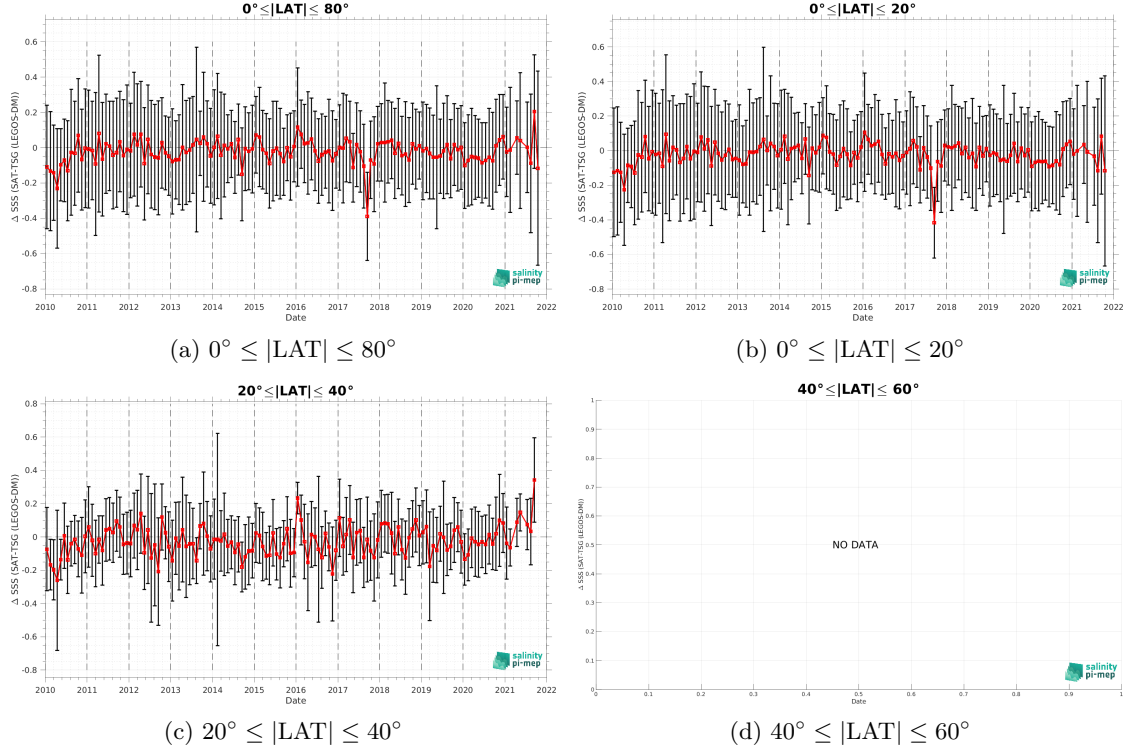 0°≤|LAT|≤ 80°
Δ SSS (SAT-TSG (LEGOS-DM))
0.6
0.4
0.2
0
-0.2
-0.4
-0.6
-0.8
2010 2011 2012 2013 2014 2015 2016 2017 2018 2019 2020 2021 2022
Date
salinity
pi-mep
(a) 0° ≤ |LAT| ≤ 80°
0°≤|LAT|≤ 20°
Δ SSS (SAT-TSG (LEGOS-DM))
0.6
0.4
0.2
0
-0.2
-0.4
-0.6
-0.8
2010 2011 2012 2013 2014 2015 2016 2017 2018 2019 2020 2021 2022
Date
salinity
pi-mep
(b) 0° ≤ |LAT| ≤ 20°
20°≤|LAT|≤ 40°
Δ SSS (SAT-TSG (LEGOS-DM))
0.8
0.6
0.4
0.2
0
-0.2
-0.4
-0.6
-0.8
2010 2011 2012 2013 2014 2015 2016 2017 2018 2019 2020 2021 2022
Date
salinity
pi-mep
(c) 20° ≤ |LAT| ≤ 40°
40°≤|LAT|≤ 60°
Δ SSS (SAT-TSG (LEGOS-DM))
1
0.9
0.8
0.7
0.6
0.5
0.4
0.3
0.2
0.1
0
NO DATA
0 0.1 0.2 0.3 0.4 0.5 0.6 0.7 0.8 0.9 1
Date
salinity
pi-mep
(d) 40° ≤ |LAT| ≤ 60°